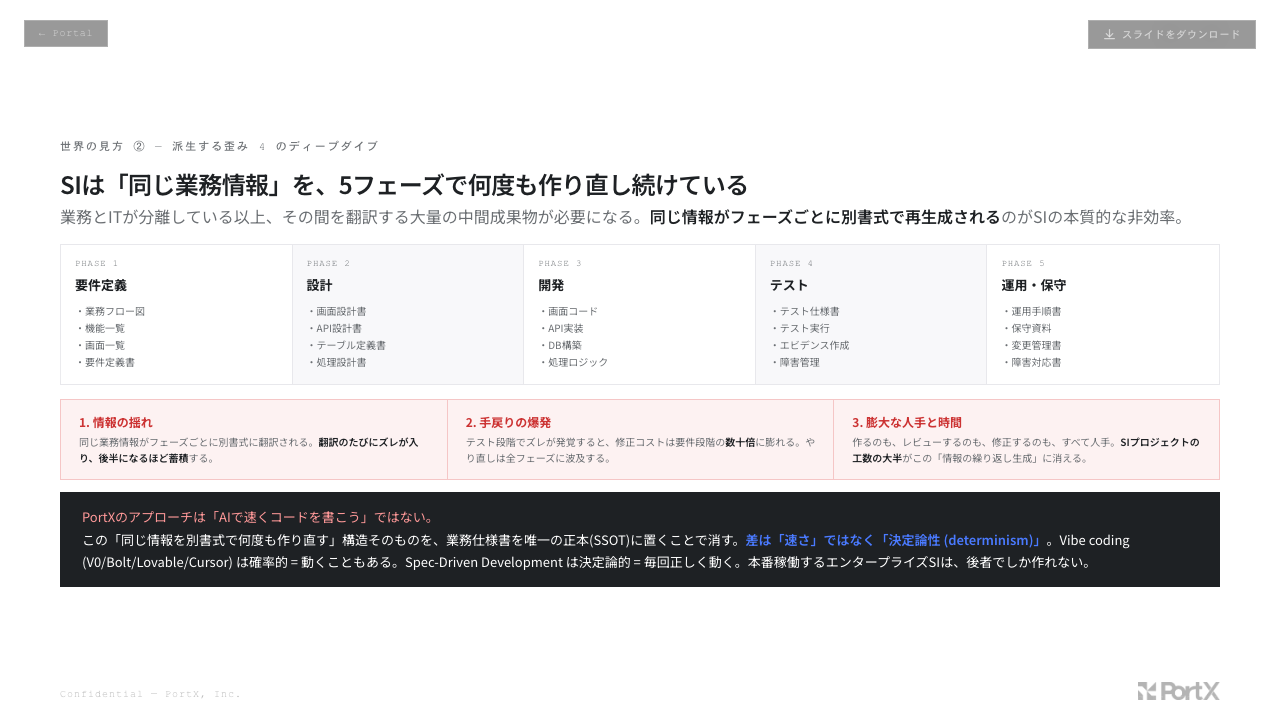 ← Portal
スライドをダウンロード
世界の見方 ② — 派生する歪み 4 のディープダイブ
SIは「同じ業務情報」を、5フェーズで何度も作り直し続けている
業務とITが分離している以上、その間を翻訳する大量の中間成果物が必要になる。同じ情報がフェーズごとに別書式で再生成されるのがSIの本質的な非効率。
PHASE 1
要件定義
・業務フロー図
・機能一覧
・画面一覧
・要件定義書
PHASE 2
設計
・画面設計書
・API設計書
・テーブル定義書
・処理設計書
PHASE 3
開発
・画面コード
・API実装
・DB構築
・処理ロジック
PHASE 4
テスト
・テスト仕様書
・テスト実行
・エビデンス作成
・障害管理
PHASE 5
運用・保守
・運用手順書
・保守資料
・変更管理書
・障害対応書
1. 情報の揺れ
同じ業務情報がフェーズごとに別書式に翻訳される。翻訳のたびにズレが入
り、後半になるほど蓄積する。
2. 手戻りの爆発
テスト段階でズレが発覚すると、修正コストは要件段階の数十倍に膨れる。や
り直しは全フェーズに波及する。
3. 膨大な人手と時間
作るのも、レビューするのも、修正するのも、すべて人手。SIプロジェクトの
工数の大半がこの「情報の繰り返し生成」に消える。
PortXのアプローチは「AIで速くコードを書こう」ではない。
この「同じ情報を別書式で何度も作り直す」構造そのものを、業務仕様書を唯一の正本(SSOT)に置くことで消す。差は「速さ」ではなく「決定論性 (determinism)」。Vibe coding
(V0/Bolt/Lovable/Cursor) は確率的 = 動くこともある。Spec-Driven Development は決定論的 = 毎回正しく動く。本番稼働するエンタープライズSIは、後者でしか作れない。
Confidential — PortX, Inc.
PortX